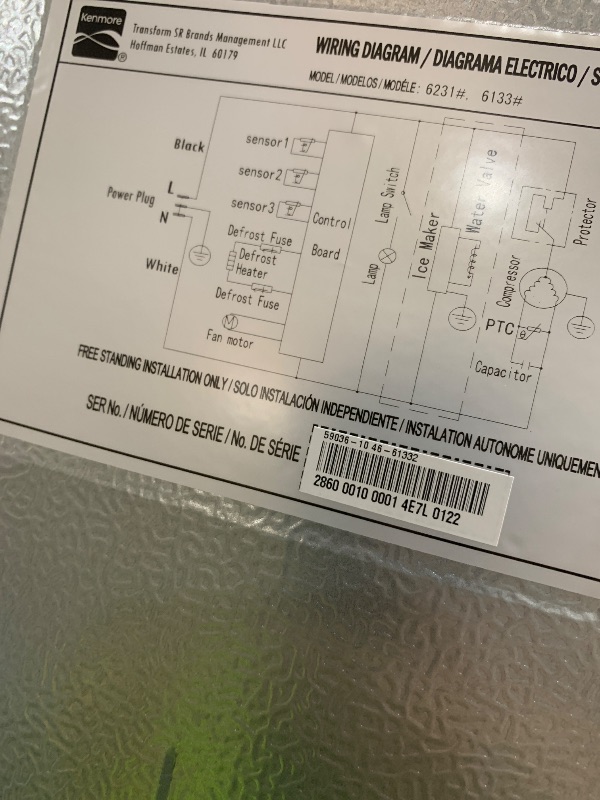 Kenmore
®
Transform SR Brands Management LLC
Hoffman Estates, IL 60179
WIRING DIAGRAM / DIAGRAMA ELECTRICO / S
MODEL / MODELOS / MODÈLE : 6231#, 6133#
Black
L
Power Plug
N
White
sensor1
sensor2
sensor3
Defrost Fuse
Defrost
Heater
Defrost Fuse
M
Fan motor
Control
Board
Lamp Switch
Lamp
Ice Maker
Water Valve
Compressor
Protector
PTC
θ
Capacitor
FREE STANDING INSTALLATION ONLY / SOLO INSTALACIÓN INDEPENDIENTE / INSTALATION AUTONOME UNIQUEMEN
SER No. / NÚMERO DE SERIE / No. DE SÉRIE
59036-10 46-61332
2860 0010 0001 4E7L 0122